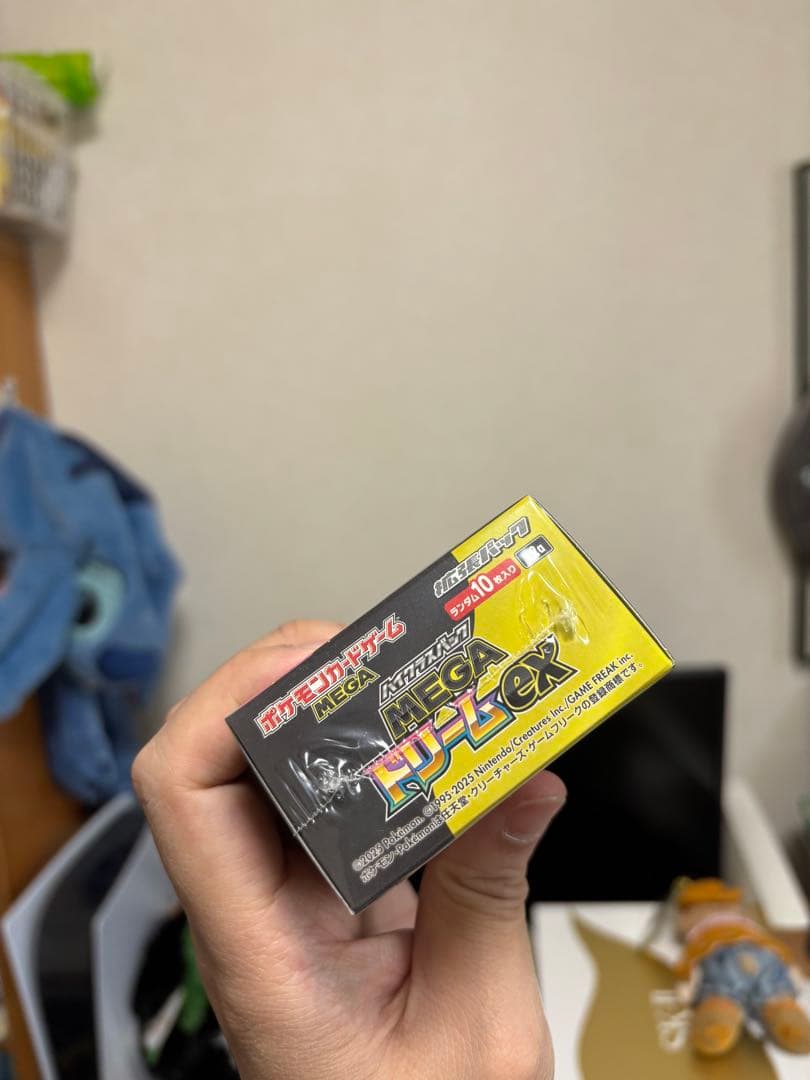 拡張パック
ランダム10枚入り
ポケモンカードゲーム
MEGA
ハイクラスパック
MEGA
ドリームex
©2025 Pokémon. ©1995-2025 Nintendo/Creatures Inc./GAME FREAK inc.
ポケモン・Pokémonは任天堂・クリーチャーズ・ゲームフリークの登録商標です。